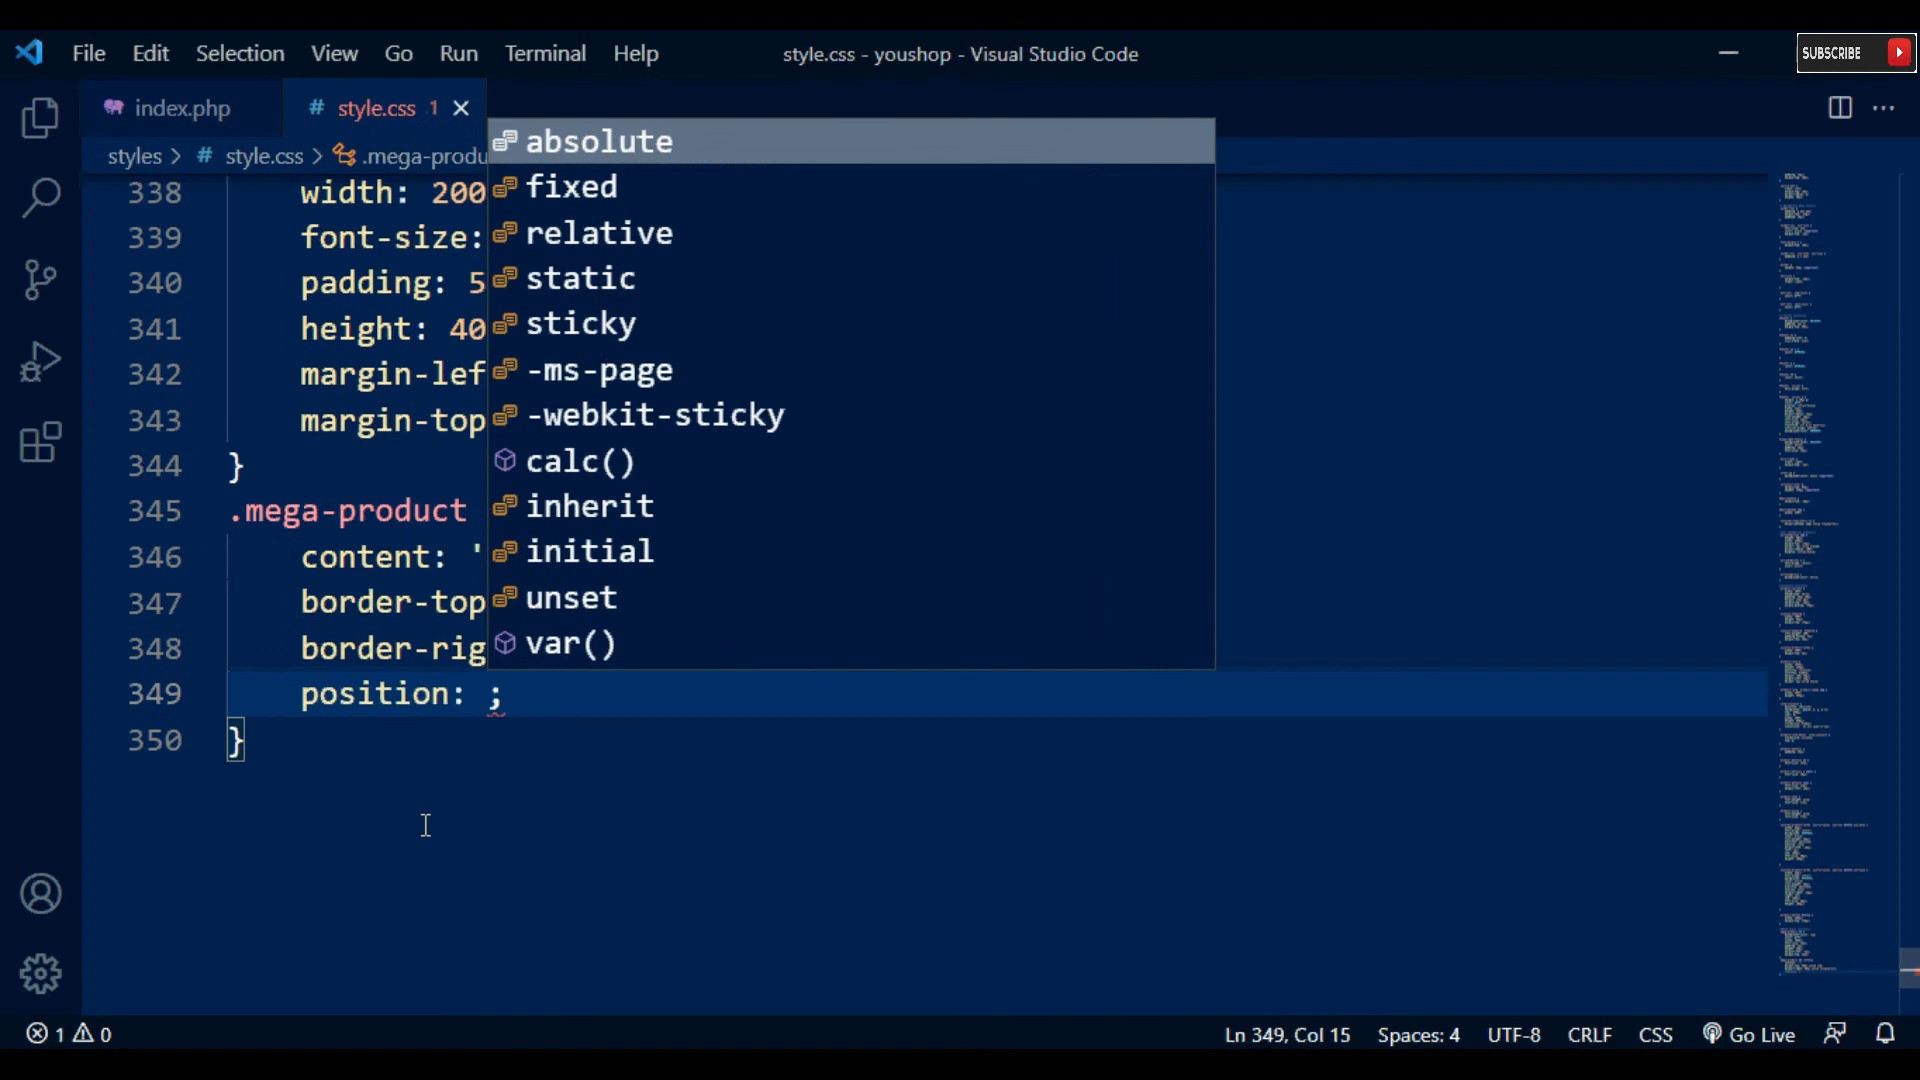 File Edit Selection View Go Run Terminal Help style.css - youshop - Visual Studio Code SUBSCRIBE
index.php # style.css 1
styles > # style.css > .mega-produ
absolute
fixed
relative
static
sticky
-ms-page
-webkit-sticky
calc()
inherit
initial
unset
var()
338 width: 200
339 font-size:
340 padding: 5
341 height: 40
342 margin-lef
343 margin-top
344 }
345 .mega-product
346 content: '
347 border-top
348 border-rig
349 position: ;
350 }
1 0 Ln 349, Col 15 Spaces: 4 UTF-8 CRLF CSS Go Live